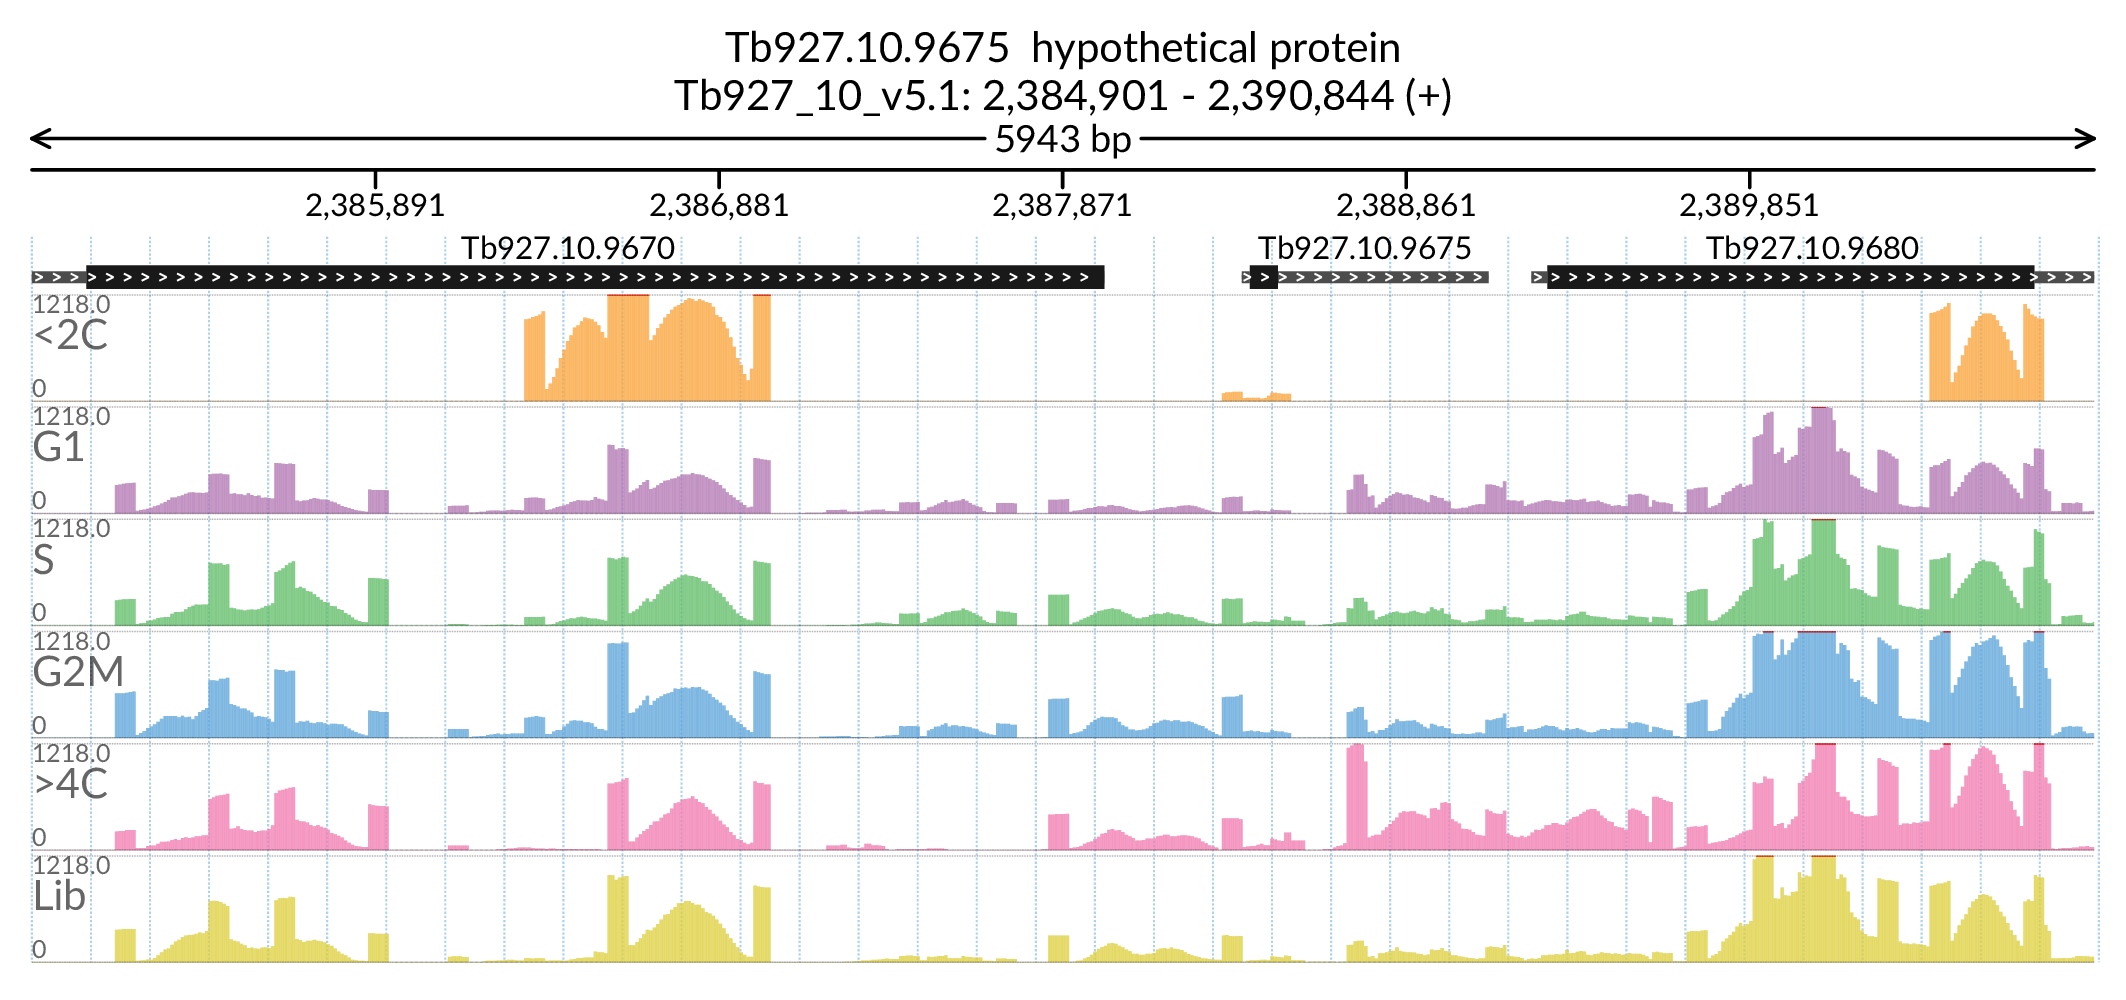 Tb927.10.9675  hypothetical protein
Tb927_10_v5.1: 2,384,901 - 2,390,844 (+)
5943 bp
2,385,891 2,386,881 2,387,871 2,388,861 2,389,851
Tb927.10.9670 Tb927.10.9675 Tb927.10.9680
1218.0
<2C
0
1218.0
G1
0
1218.0
S
0
1218.0
G2M
0
1218.0
>4C
0
1218.0
Lib
0